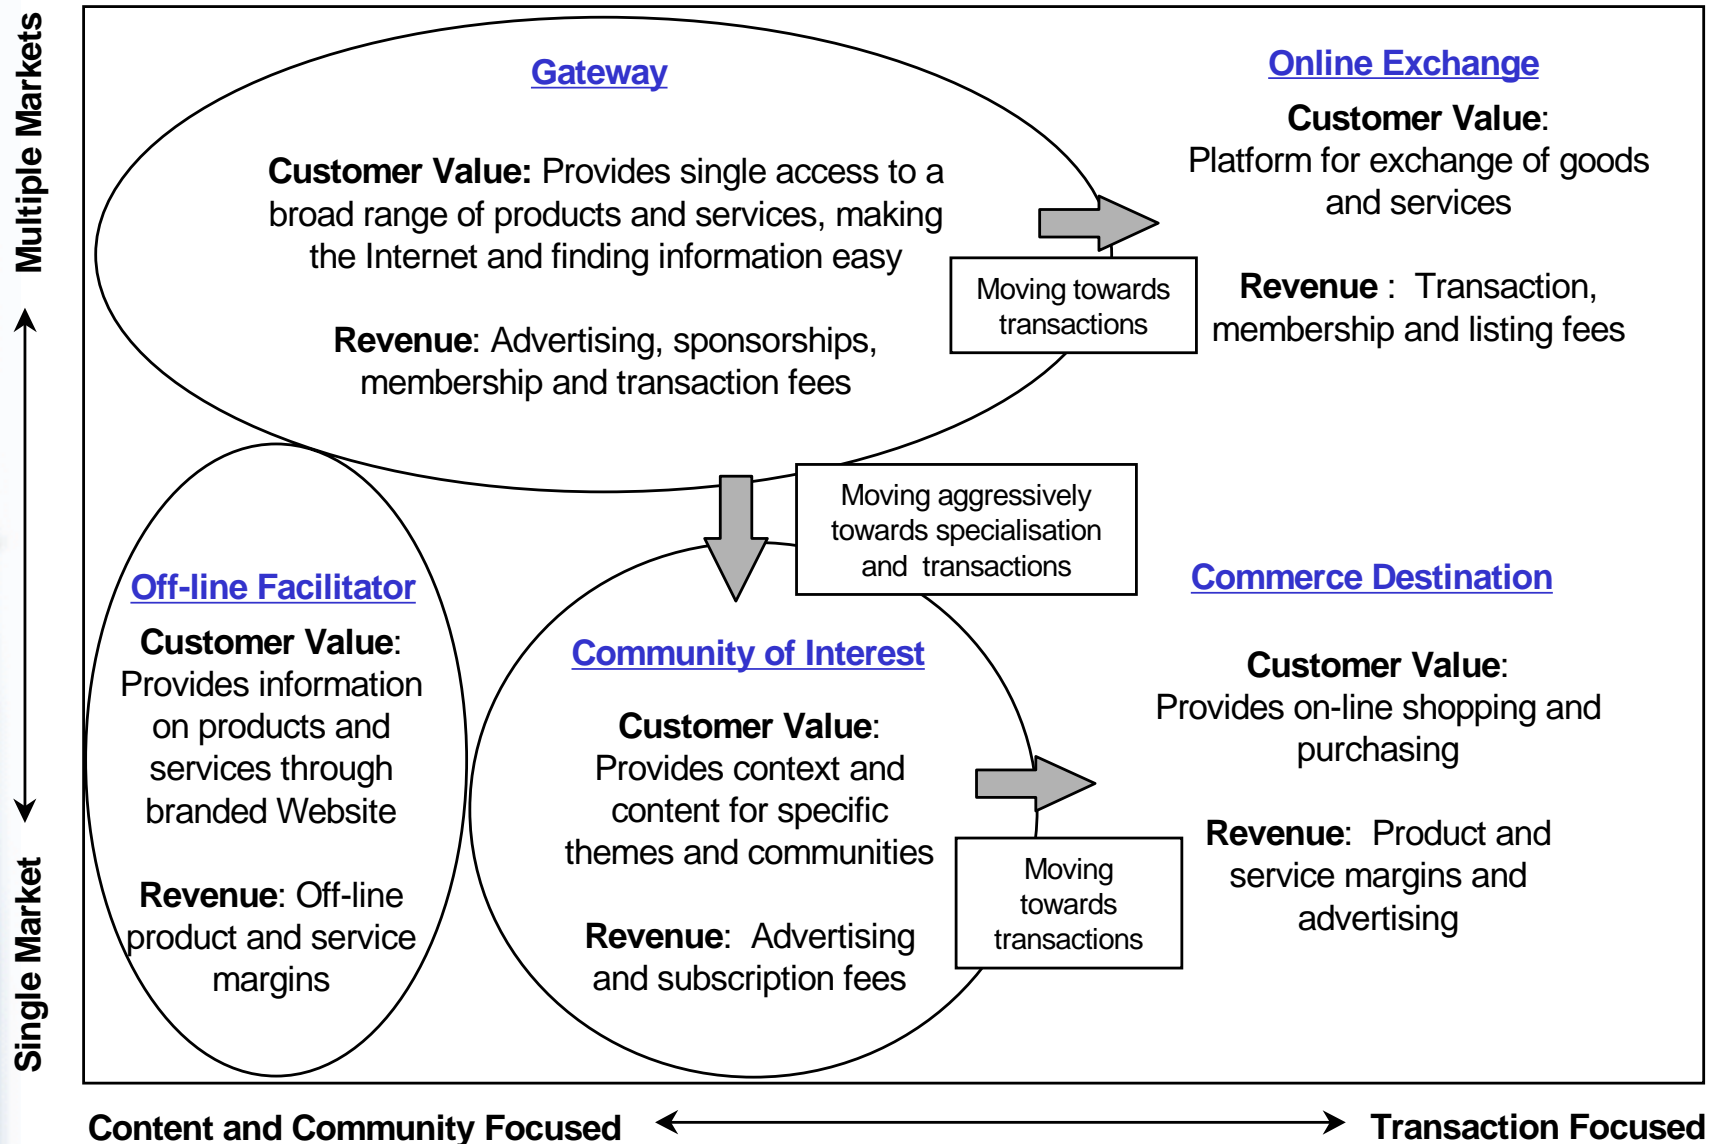 Multiple Markets
Single Market
Gateway
Customer Value: Provides single access to a
broad range of products and services, making
the Internet and finding information easy
Revenue: Advertising, sponsorships,
membership and transaction fees
Moving towards
transactions
Online Exchange
Customer Value:
Platform for exchange of goods
and services
Revenue :  Transaction,
membership and listing fees
Moving aggressively
towards specialisation
and  transactions
Off-line Facilitator
Customer Value:
Provides information
on products and
services through
branded Website
Revenue: Off-line
product and service
margins
Community of Interest
Customer Value:
Provides context and
content for specific
themes and communities
Revenue:  Advertising
and subscription fees
Moving
towards
transactions
Commerce Destination
Customer Value:
Provides on-line shopping and
purchasing
Revenue:  Product and
service margins and
advertising
Content and Community Focused
Transaction Focused